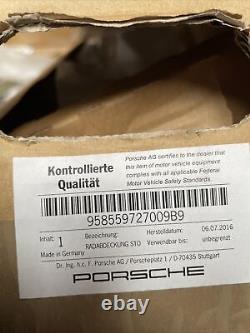 Kontrollierte
Qualität
Porsche AG certifies to the dealer that
this item of motor vehicle equipment
complies with all applicable Federal
Motor Vehicle Safety Standards.
958559727009B9
Inhalt: 1 Bezeichnung: Herstelldatum: 06.07.2016
Made in Germany RADABDECKUNG STO Verwendbar bis: unbegrenzt
Dr. Ing. h.c. F. Porsche AG / Porscheplatz 1 / D-70435 Stuttgart
PORSCHE